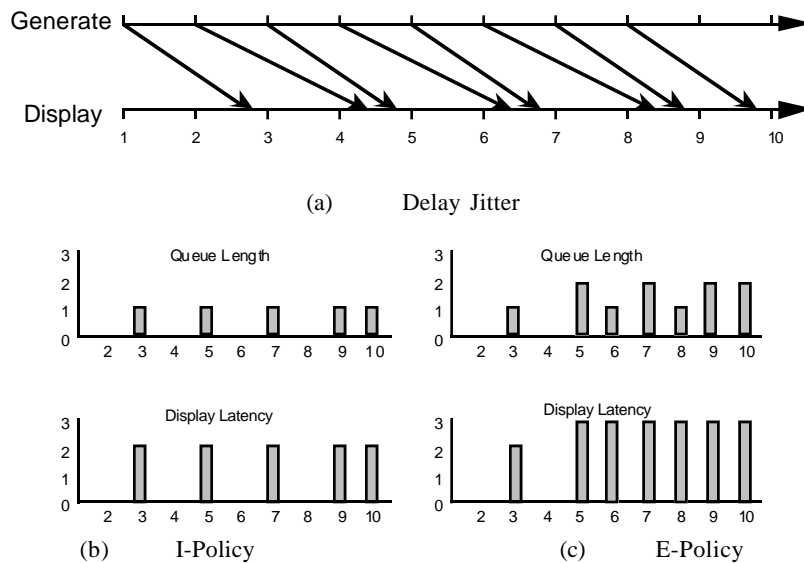 Generate
Display
1 2 3 4 5 6 7 8 9 10
(a) Delay Jitter
Queue Length
3
2
1
0
2 3 4 5 6 7 8 9 10
Queue Length
3
2
1
0
2 3 4 5 6 7 8 9 10
Display Latency
3
2
1
0
2 3 4 5 6 7 8 9 10
(b) I-Policy
Display Latency
3
2
1
0
2 3 4 5 6 7 8 9 10
(c) E-Policy